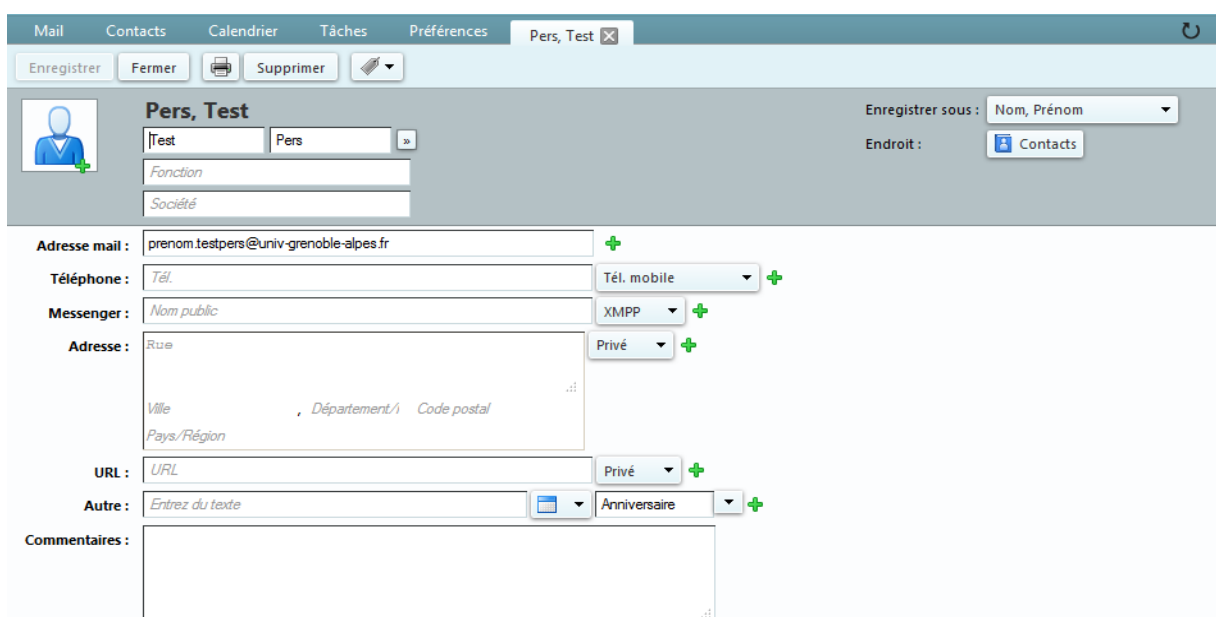 Mail Contacts Calendrier Tâches Préférences Pers, Test
Enregistrer Fermer Supprimer
Pers, Test
Enregistrer sous : Nom, Prénom
Test Pers »
Endroit : Contacts
Fonction
Société
Adresse mail : prenom.testpers@univ-grenoble-alpes.fr
Téléphone : Tél. Tél. mobile
Messenger : Nom public XMPP
Adresse : Rue Privé
Ville , Département/ Code postal
Pays/Région
URL : URL Privé
Autre : Entrez du texte Anniversaire
Commentaires :